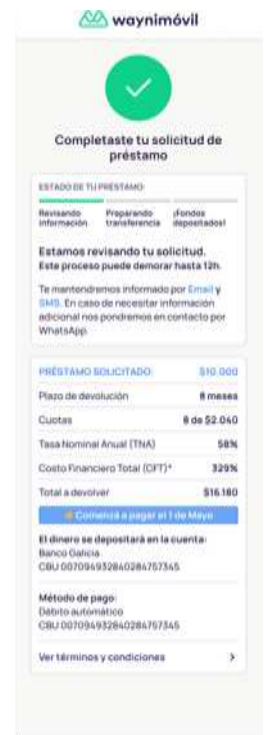 waynimóvil
Completaste tu solicitud de
préstamo
ESTADO DE TU PRÉSTAMO:
Revisando
información
Preparando
transferencia
¡Fondos
depositados!
Estamos revisando tu solicitud.
Este proceso puede demorar hasta 12h.
Te mantendremos informado por Email y
SMS. En caso de necesitar información
adicional nos pondremos en contacto por
WhatsApp.
PRÉSTAMO SOLICITADO: $10.000
Plazo de devolución 8 meses
Cuotas 8 de $2.040
Tasa Nominal Anual (TNA) 58%
Costo Financiero Total (CFT)* 329%
Total a devolver $16.180
Comenzá a pagar el 1 de Mayo
El dinero se depositará en la cuenta:
Banco Galicia
CBU 007094932840284757345
Método de pago:
Débito automático
CBU 007094932840284757345
Ver términos y condiciones